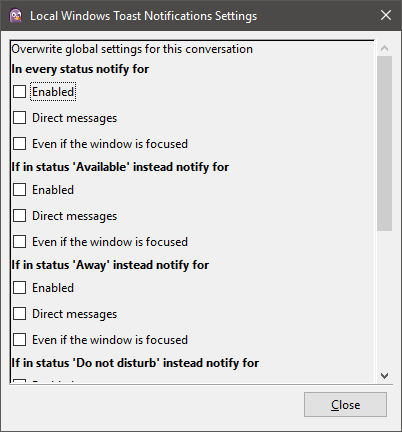 Local Windows Toast Notifications Settings
Overwrite global settings for this conversation
In every status notify for
Enabled
Direct messages
Even if the window is focused
If in status 'Available' instead notify for
Enabled
Direct messages
Even if the window is focused
If in status 'Away' instead notify for
Enabled
Direct messages
Even if the window is focused
If in status 'Do not disturb' instead notify for
Close